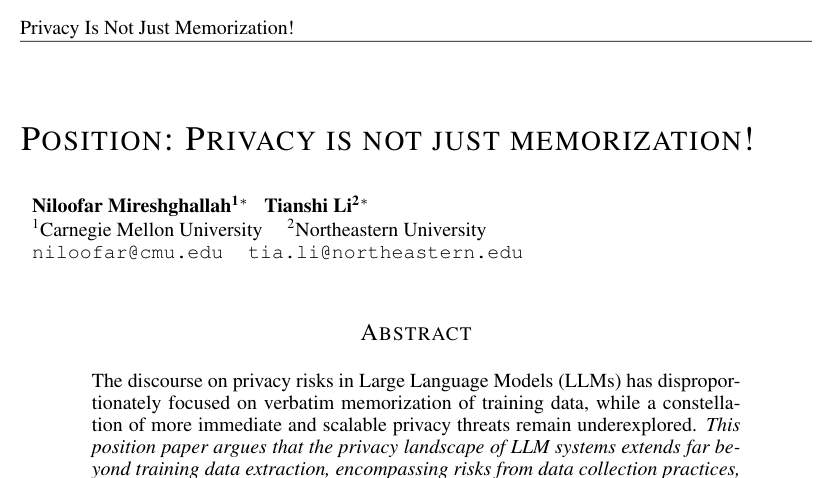 Privacy Is Not Just Memorization!
POSITION: PRIVACY IS NOT JUST MEMORIZATION!
Niloofar Mireshghallah¹* Tianshi Li²*
¹Carnegie Mellon University ²Northeastern University
niloofar@cmu.edu tia.li@northeastern.edu
ABSTRACT
The discourse on privacy risks in Large Language Models (LLMs) has dispropor-
tionately focused on verbatim memorization of training data, while a constella-
tion of more immediate and scalable privacy threats remain underexplored. This
position paper argues that the privacy landscape of LLM systems extends far be-
yond training data extraction, encompassing risks from data collection practices,